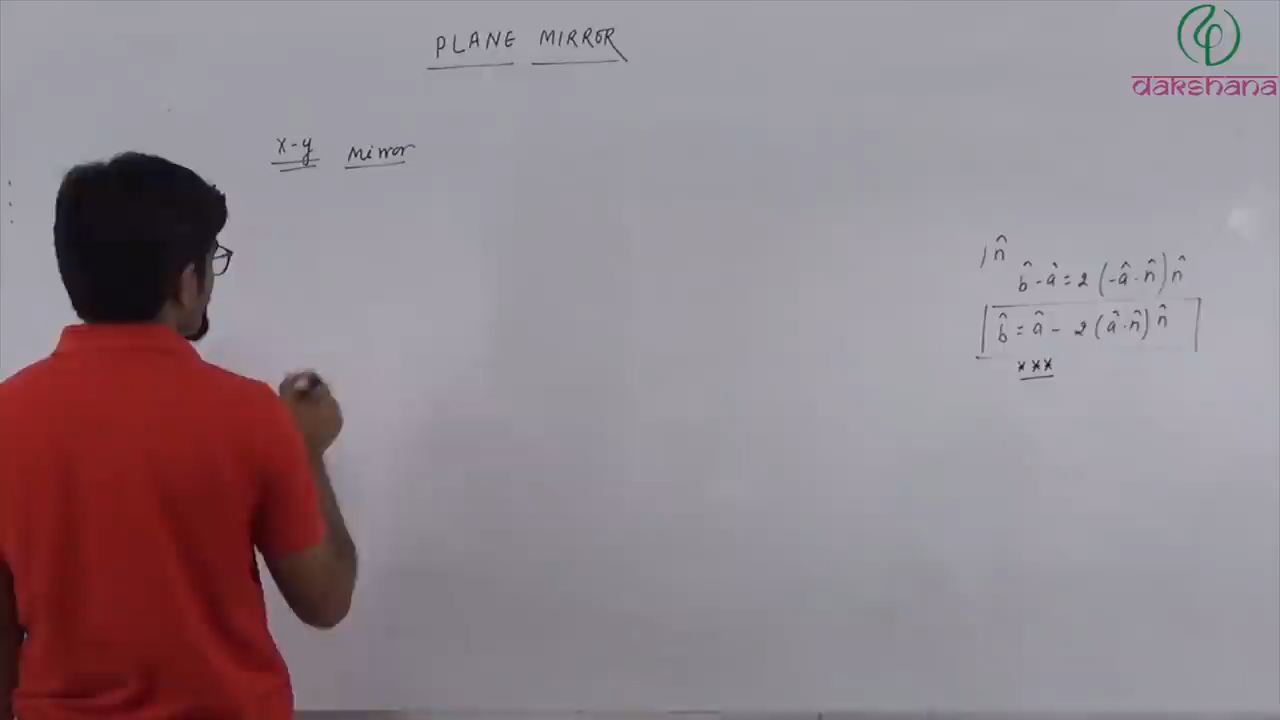 PLANE MIRROR
dakshana
x-y Mirror
n̂
b̂ - â = 2 (-â · n̂) n̂
b̂ = â - 2 (â · n̂) n̂
***